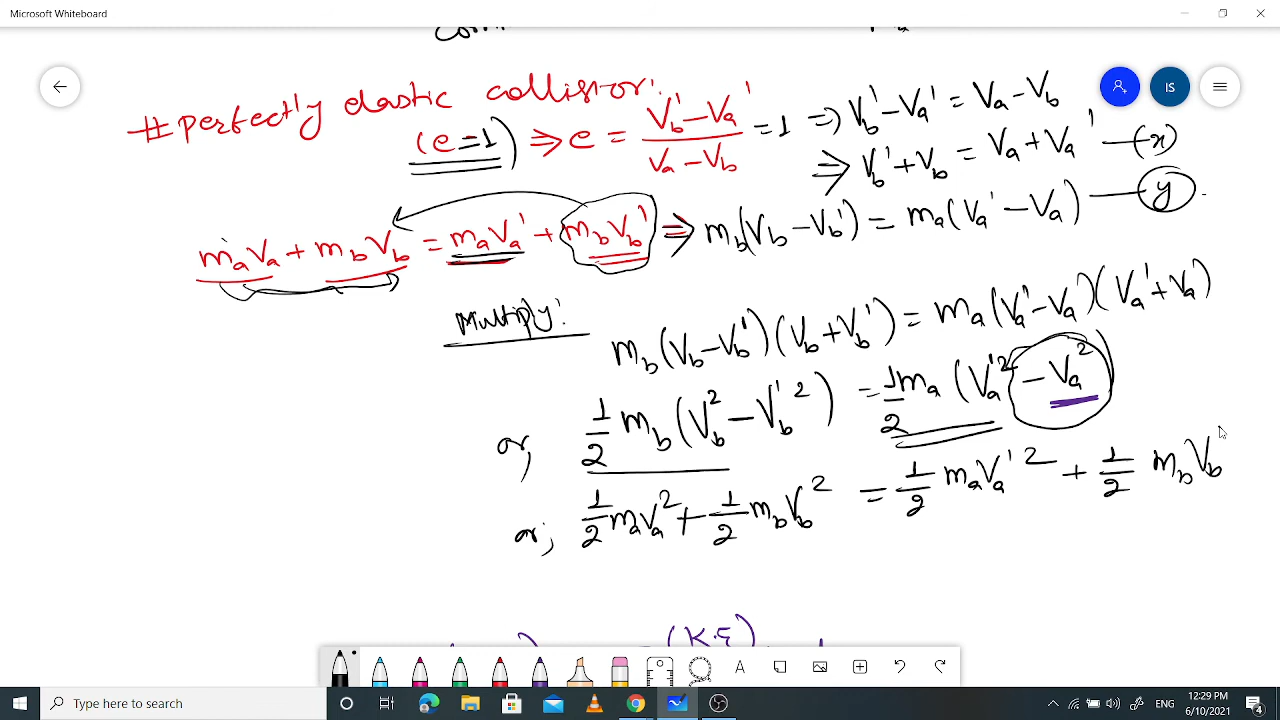 Microsoft Whiteboard
# perfectly elastic collision:
(e=1) ⇒ e = (Vb' − Va') / (Va − Vb) = 1 ⇒ Vb' − Va' = Va − Vb
⇒ Vb' + Vb = Va + Va' — (x)
maVa + mbVb = maVa' + mbVb' ⇒ mb(Vb − Vb') = ma(Va' − Va) — y
Multiply:
mb(Vb − Vb')(Vb + Vb') = ma(Va' − Va')(Va' + Va)
or, 1/2 mb(Vb² − Vb'²) = 1/2 ma(Va'² − Va²)
or; 1/2 maVa² + 1/2 mbVb² = 1/2 maVa'² + 1/2 mbVb'
(K.E)
IS
A
Type here to search
ENG
12:29 PM
6/10/2021